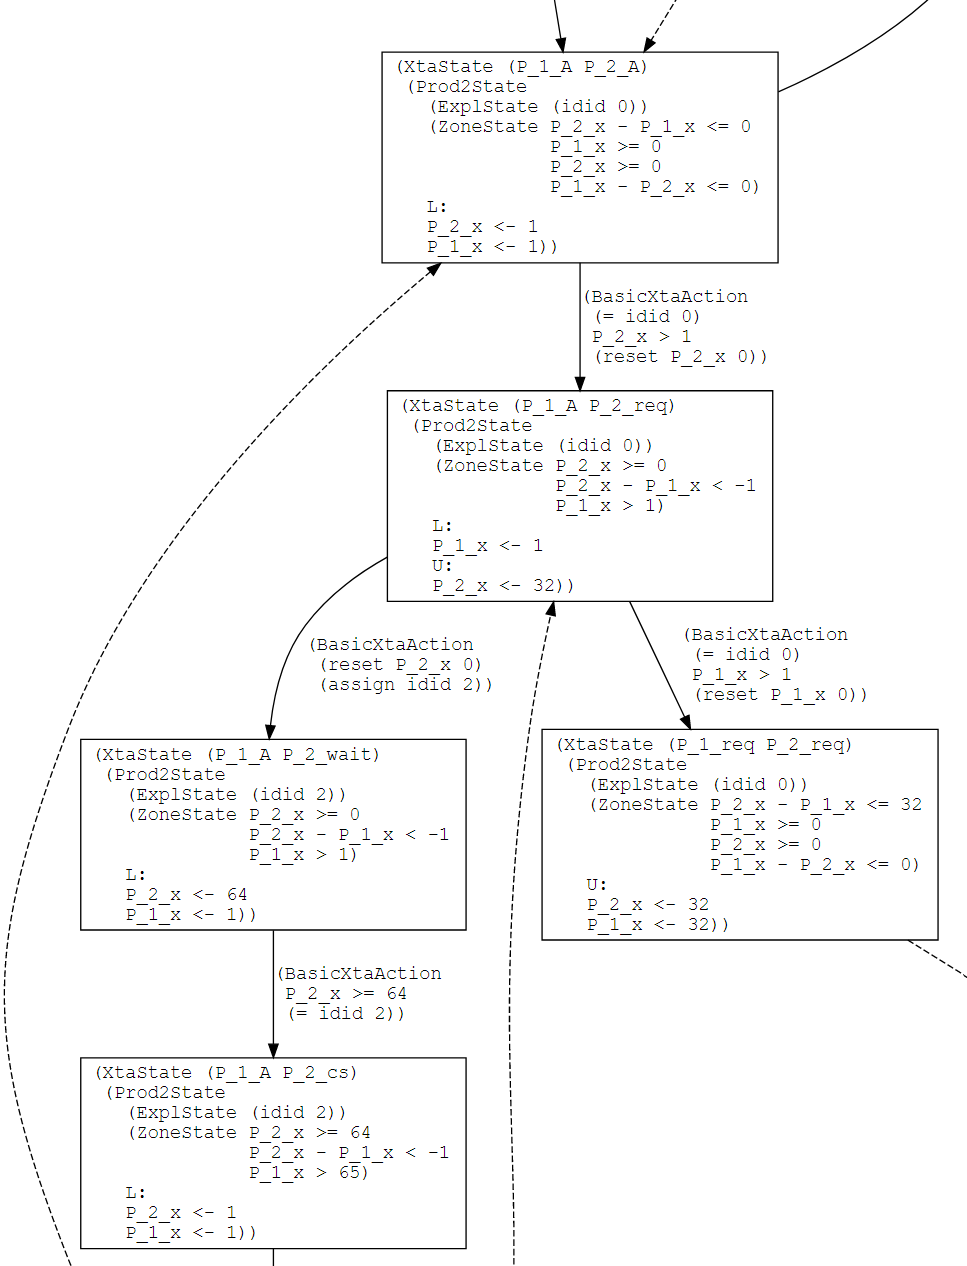 (XtaState (P_1_A P_2_A)
(Prod2State
(ExplState (idid 0))
(ZoneState P_2_x - P_1_x <= 0
P_1_x >= 0
P_2_x >= 0
P_1_x - P_2_x <= 0)
L:
P_2_x <- 1
P_1_x <- 1))
(BasicXtaAction
(= idid 0)
P_2_x > 1
(reset P_2_x 0))
(XtaState (P_1_A P_2_req)
(Prod2State
(ExplState (idid 0))
(ZoneState P_2_x >= 0
P_2_x - P_1_x < -1
P_1_x > 1)
L:
P_1_x <- 1
U:
P_2_x <- 32))
(BasicXtaAction
(reset P_2_x 0)
(assign idid 2))
(BasicXtaAction
(= idid 0)
P_1_x > 1
(reset P_1_x 0))
(XtaState (P_1_A P_2_wait)
(Prod2State
(ExplState (idid 2))
(ZoneState P_2_x >= 0
P_2_x - P_1_x < -1
P_1_x > 1)
L:
P_2_x <- 64
P_1_x <- 1))
(XtaState (P_1_req P_2_req)
(Prod2State
(ExplState (idid 0))
(ZoneState P_2_x - P_1_x <= 32
P_1_x >= 0
P_2_x >= 0
P_1_x - P_2_x <= 0)
U:
P_2_x <- 32
P_1_x <- 32))
(BasicXtaAction
P_2_x >= 64
(= idid 2))
(XtaState (P_1_A P_2_cs)
(Prod2State
(ExplState (idid 2))
(ZoneState P_2_x >= 64
P_2_x - P_1_x < -1
P_1_x > 65)
L:
P_2_x <- 1
P_1_x <- 1))